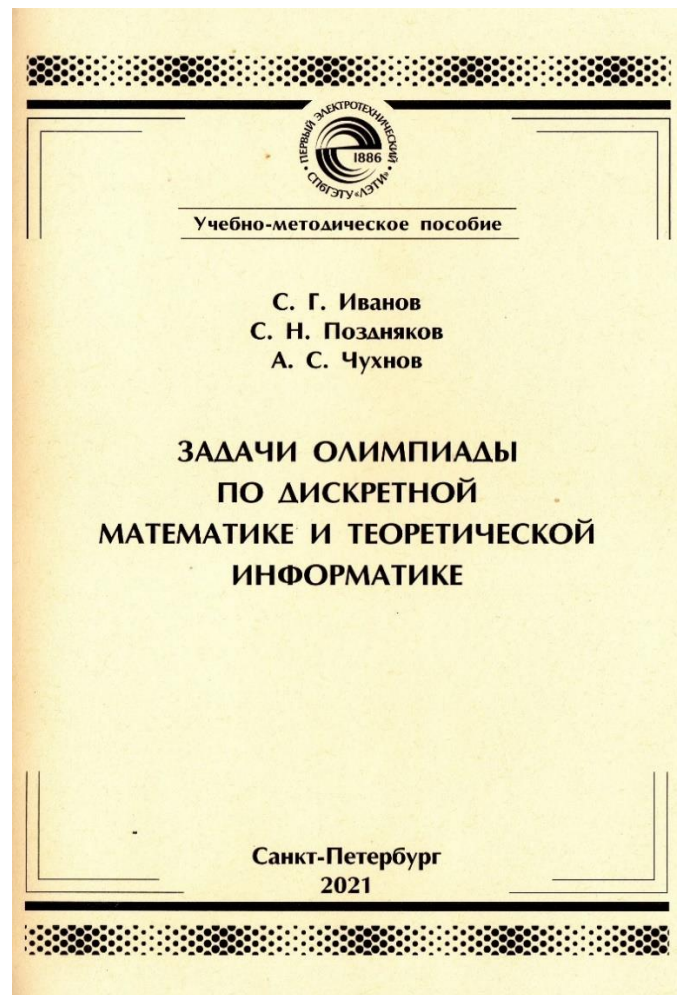 ПЕРВЫЙ ЭЛЕКТРОТЕХНИЧЕСКИЙ
1886
СПбГЭТУ «ЛЭТИ»
Учебно-методическое пособие
С. Г. Иванов
С. Н. Поздняков
А. С. Чухнов
ЗАДАЧИ ОЛИМПИАДЫ
ПО ДИСКРЕТНОЙ
МАТЕМАТИКЕ И ТЕОРЕТИЧЕСКОЙ
ИНФОРМАТИКЕ
Санкт-Петербург
2021